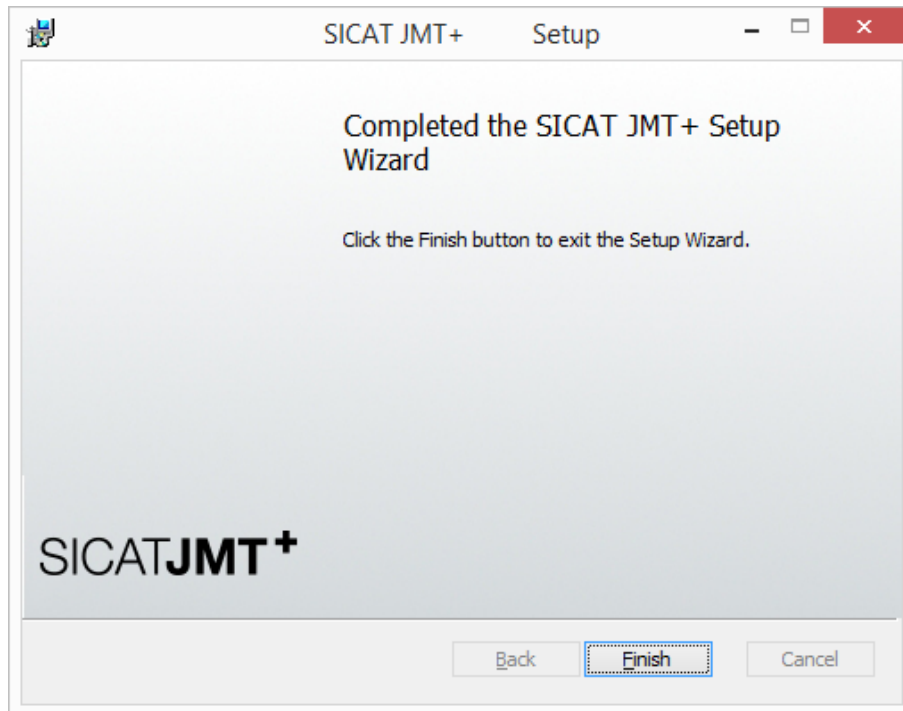 SICAT JMT+ Setup
Completed the SICAT JMT+ Setup
Wizard
Click the Finish button to exit the Setup Wizard.
SICATJMT+
Back Finish Cancel